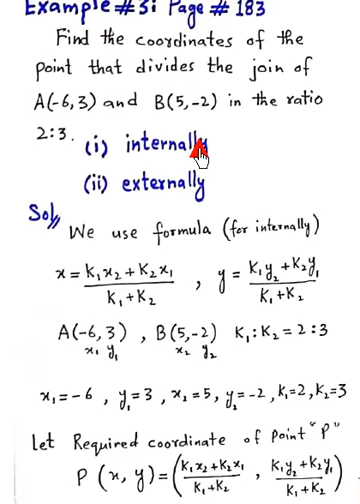 Example #3i Page # 183
Find the coordinates of the
point that divides the join of
A(-6,3) and B(5,-2) in the ratio
2:3.
(i) internally
(ii) externally
Sol
We use formula (for internally)
x = (K₁x₂+K₂x₁)/(K₁+K₂) , y = (K₁y₂+K₂y₁)/(K₁+K₂)
A(-6,3) , B(5,-2) K₁:K₂ = 2:3
x₁ y₁ x₂ y₂
x₁=-6, y₁=3, x₂=5, y₂=-2, K₁=2, K₂=3
Let Required coordinate of point "P"
P(x,y)=((K₁x₂+K₂x₁)/(K₁+K₂) , (K₁y₂+K₂y₁)/(K₁+K₂))